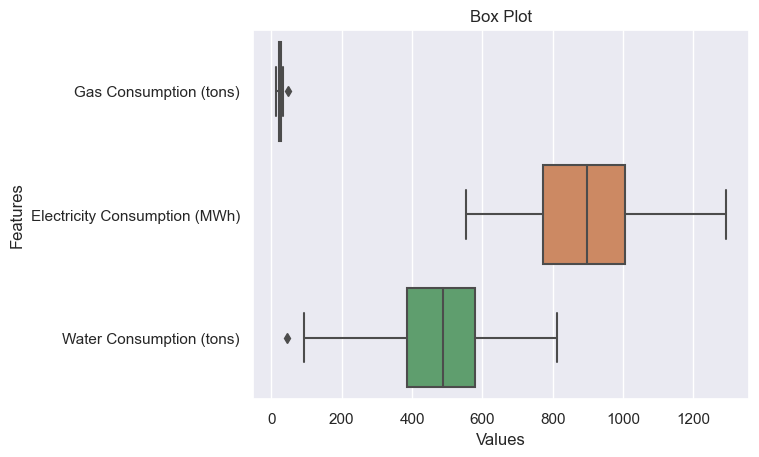 Box Plot
Gas Consumption (tons)
Electricity Consumption (MWh)
Water Consumption (tons)
Features
0 200 400 600 800 1000 1200
Values